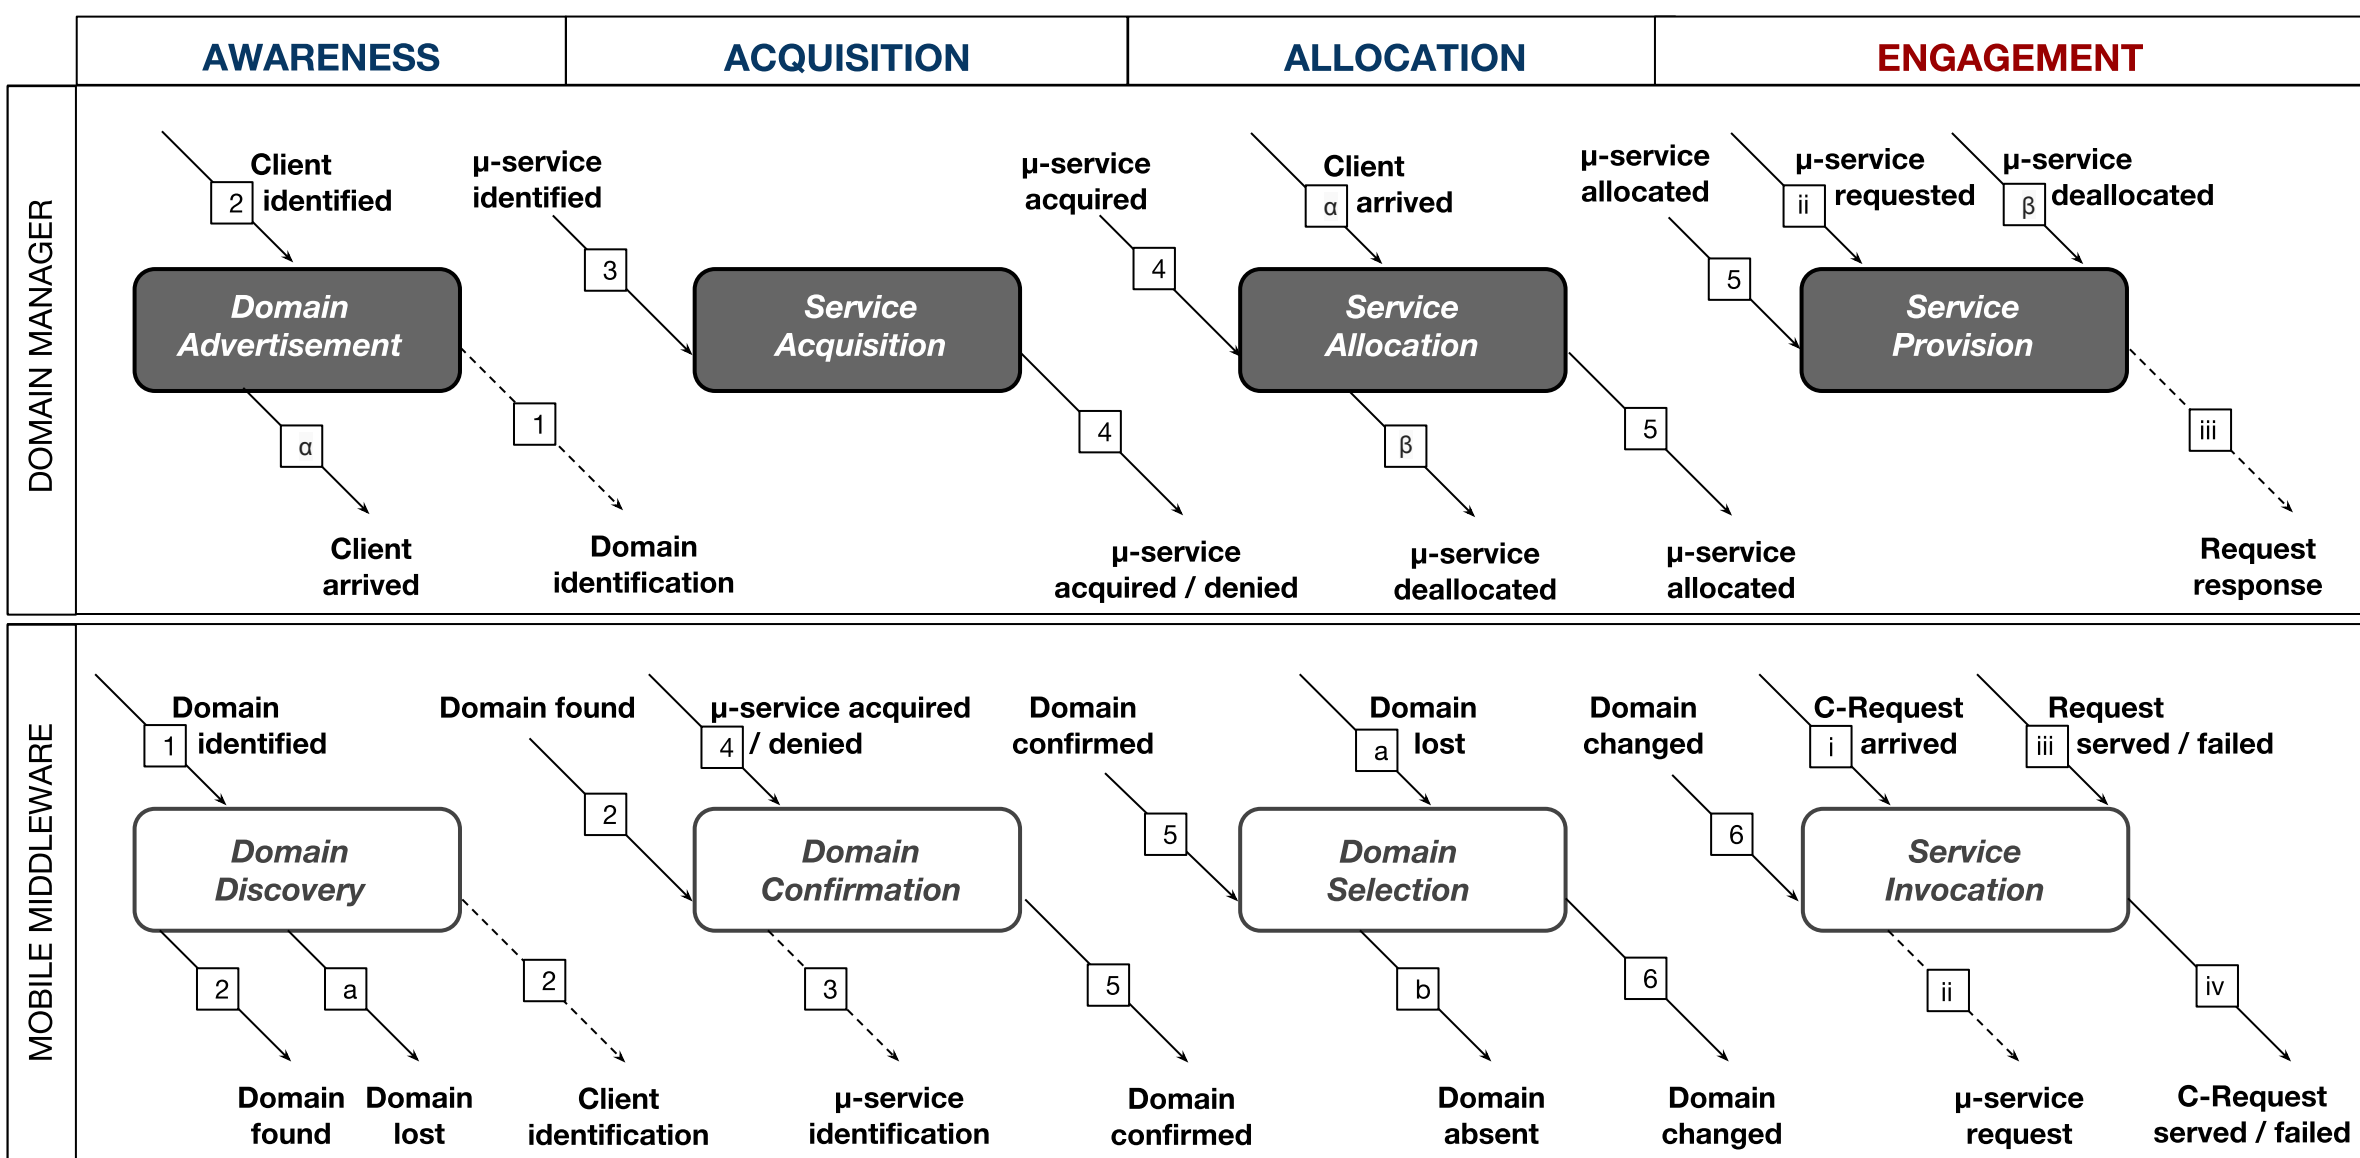 AWARENESS
ACQUISITION
ALLOCATION
ENGAGEMENT
DOMAIN MANAGER
2
Client
identified
μ-service
identified
3
μ-service
acquired
4
α
Client
arrived
μ-service
allocated
5
ii
μ-service
requested
β
μ-service
deallocated
Domain
Advertisement
Service
Acquisition
Service
Allocation
Service
Provision
α
Client
arrived
1
Domain
identification
4
μ-service
acquired / denied
β
μ-service
deallocated
5
μ-service
allocated
iii
Request
response
MOBILE MIDDLEWARE
1
Domain
identified
Domain found
2
4
μ-service acquired
/ denied
Domain
confirmed
5
a
Domain
lost
Domain
changed
6
i
C-Request
arrived
iii
Request
served / failed
Domain
Discovery
Domain
Confirmation
Domain
Selection
Service
Invocation
2
Domain
found
a
Domain
lost
2
Client
identification
3
μ-service
identification
5
Domain
confirmed
b
Domain
absent
6
Domain
changed
ii
μ-service
request
iv
C-Request
served / failed